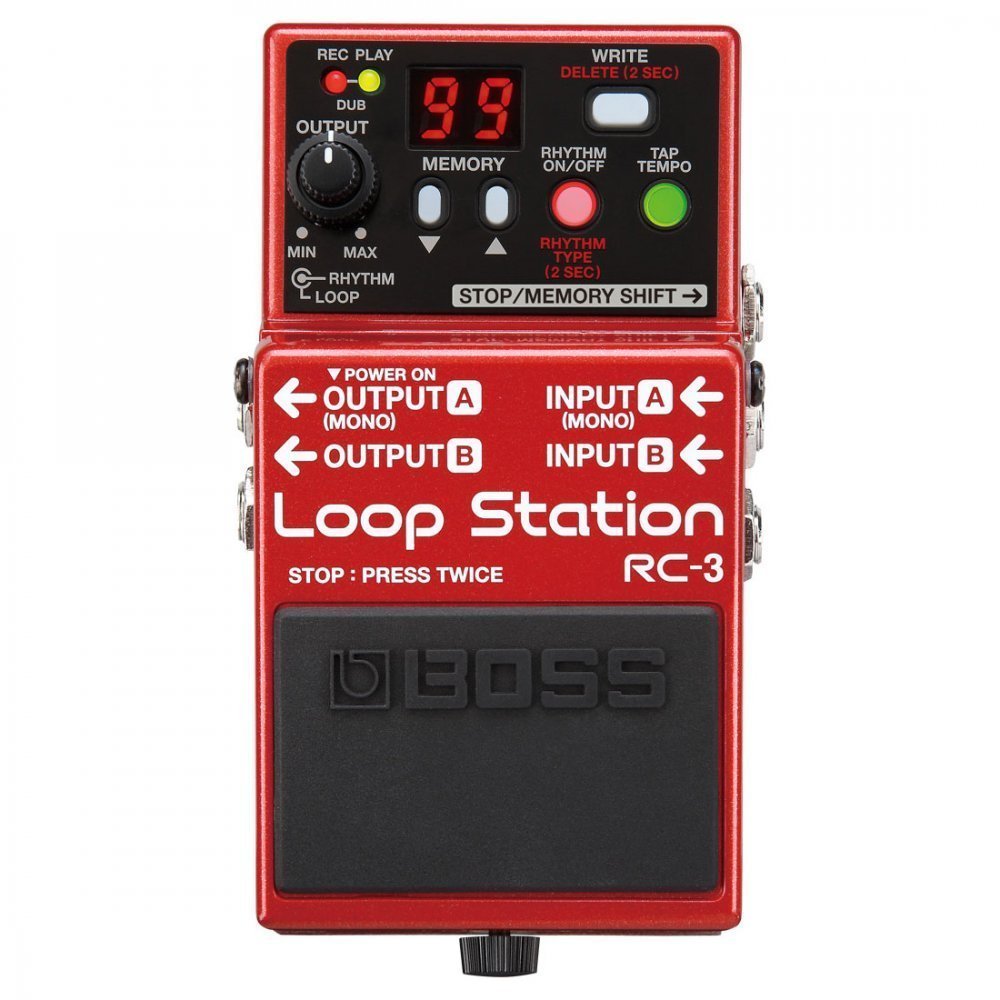 REC PLAY
DUB
OUTPUT
MIN MAX
RHYTHM
LOOP
99
MEMORY
▼ ▲
WRITE
DELETE (2 SEC)
RHYTHM
ON/OFF
RHYTHM
TYPE
(2 SEC)
TAP
TEMPO
STOP/MEMORY SHIFT→
▼POWER ON
←OUTPUT A
(MONO)
←OUTPUT B
INPUT A←
(MONO)
INPUT B←
Loop Station
STOP : PRESS TWICE
RC-3
BOSS